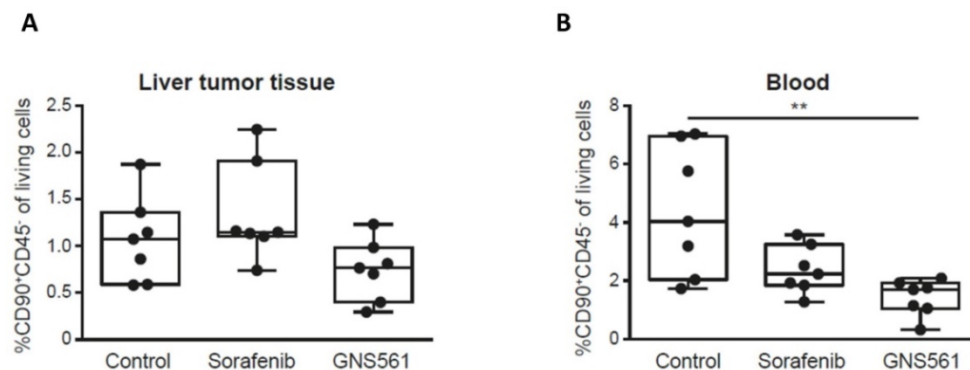 A
Liver tumor tissue
%CD90⁺CD45⁻ of living cells
2.5
2.0
1.5
1.0
0.5
0
Control Sorafenib GNS561
B
Blood
**
%CD90⁺CD45⁻ of living cells
8
6
4
2
0
Control Sorafenib GNS561